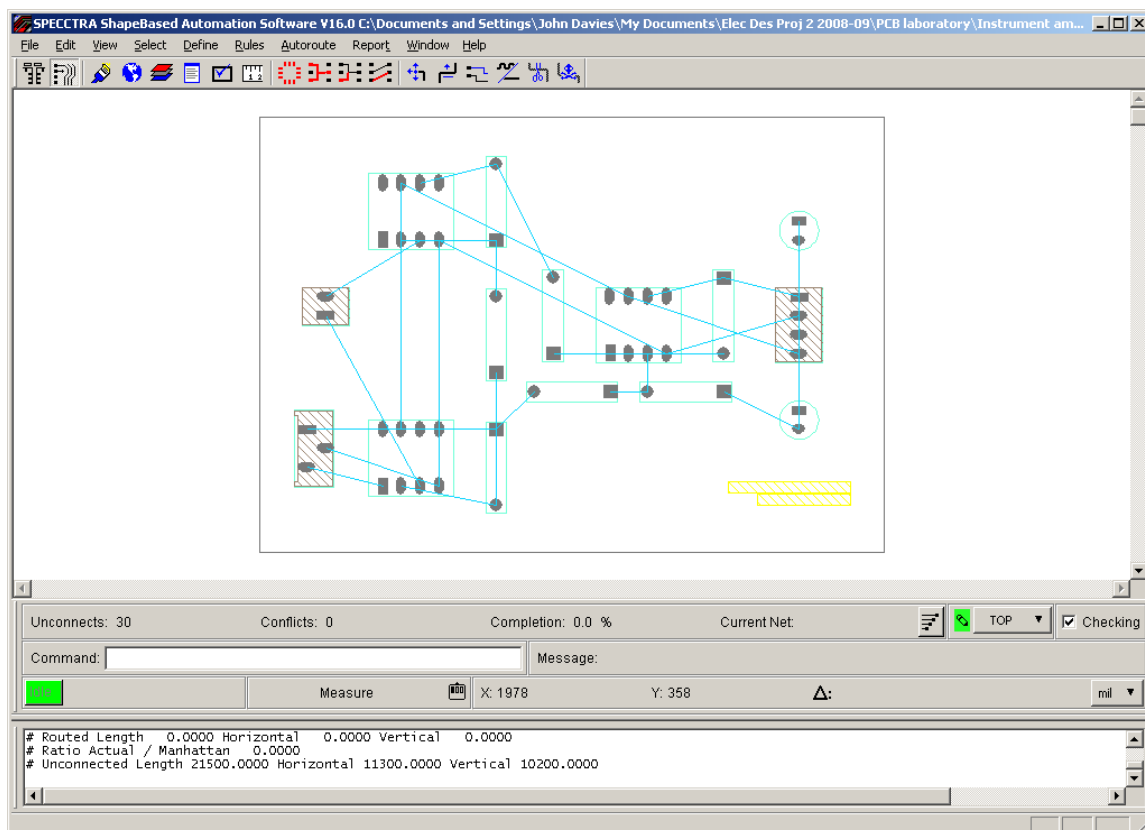 SPECCTRA ShapeBased Automation Software V16.0 C:\Documents and Settings\John Davies\My Documents\Elec Des Proj 2 2008-09\PCB laboratory\Instrument am...
File Edit View Select Define Rules Autoroute Report Window Help
Unconnects: 30 Conflicts: 0 Completion: 0.0 % Current Net: TOP Checking
Command: Message:
Idle Measure X: 1978 Y: 358 Δ: mil
# Routed Length 0.0000 Horizontal 0.0000 Vertical 0.0000
# Ratio Actual / Manhattan 0.0000
# Unconnected Length 21500.0000 Horizontal 11300.0000 Vertical 10200.0000